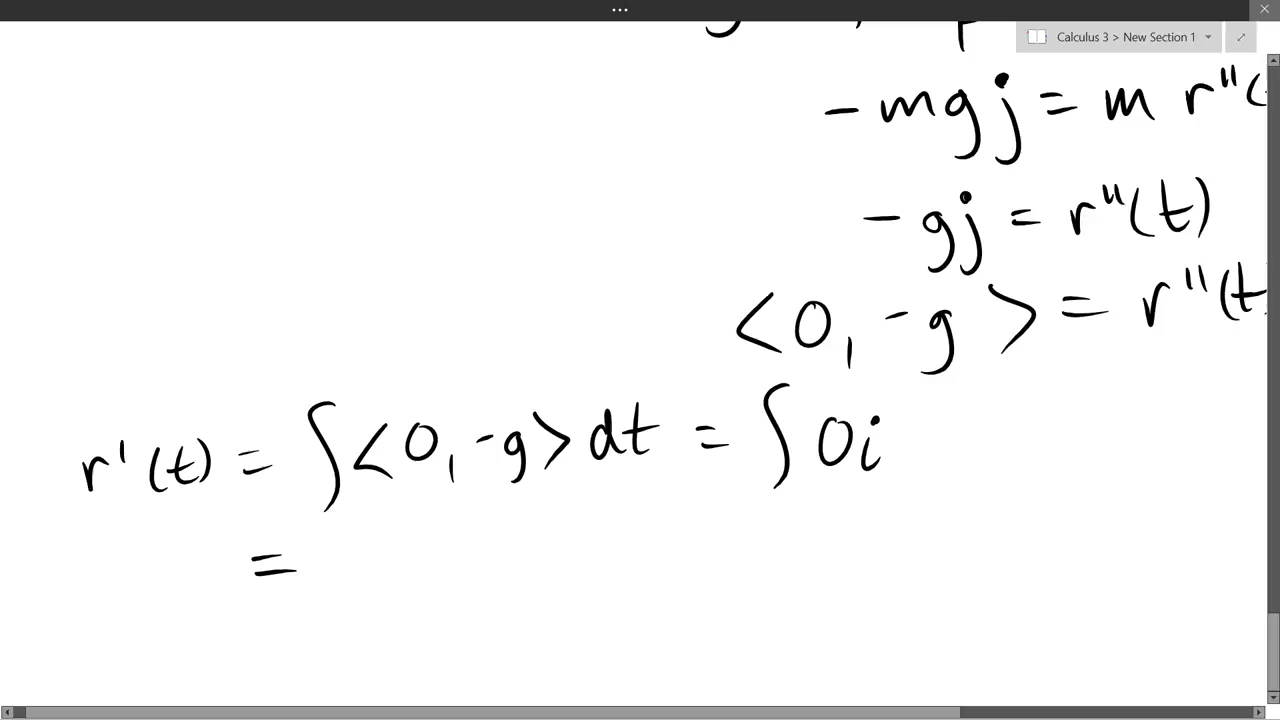 Calculus 3 > New Section 1
-mgj = m r"(
-gj = r"(t)
<0, -g> = r"(t
r'(t) = ∫<0, -g>dt = ∫0i
=